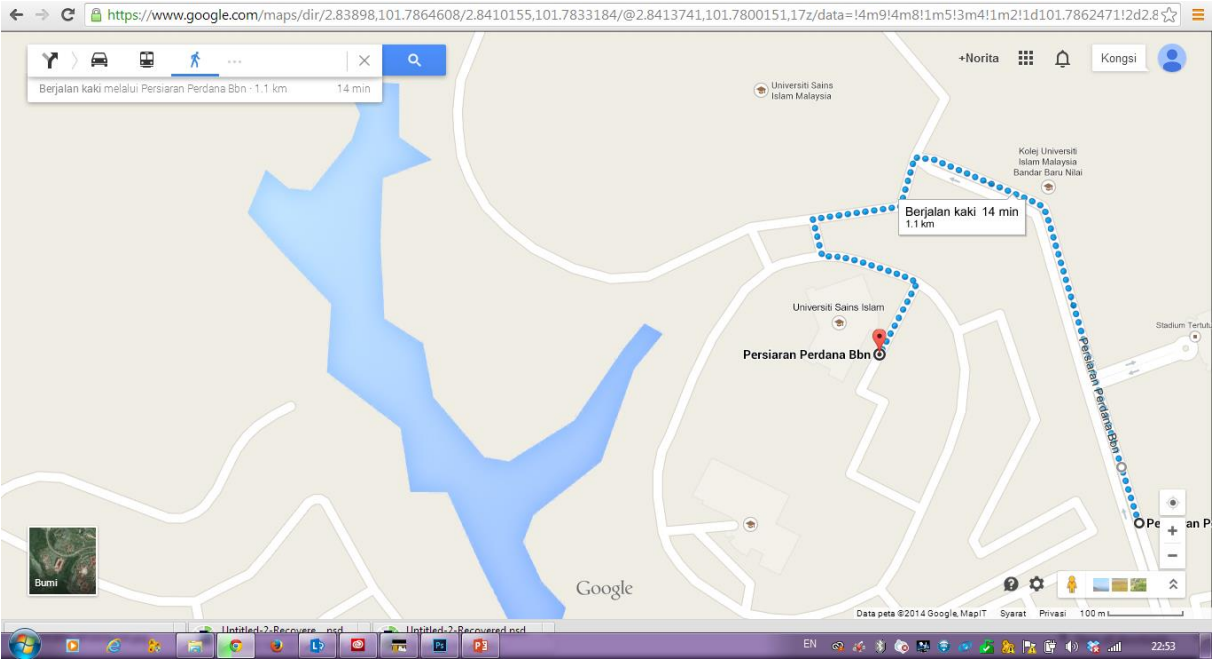 https://www.google.com/maps/dir/2.83898,101.7864608/2.8410155,101.7833184/@2.8413741,101.7800151,17z/data=!4m9!4m8!1m5!3m4!1m2!1d101.7862471!2d2.8
Berjalan kaki melalui Persiaran Perdana Bbn - 1.1 km 14 min
+Norita
Kongsi
Universiti Sains
Islam Malaysia
Kolej Universiti
Islam Malaysia
Bandar Baru Nilai
Berjalan kaki 14 min
1.1 km
Universiti Sains Islam
Stadium Tertutu
Persiaran Perdana Bbn
Persiaran Perdana Bbn
an P
Bumi
Google
Data peta ©2014 Google, MapIT Syarat Privasi 100 m
Untitled-2-Recovere....psd
Untitled-2-Recovered.psd
EN
22:53